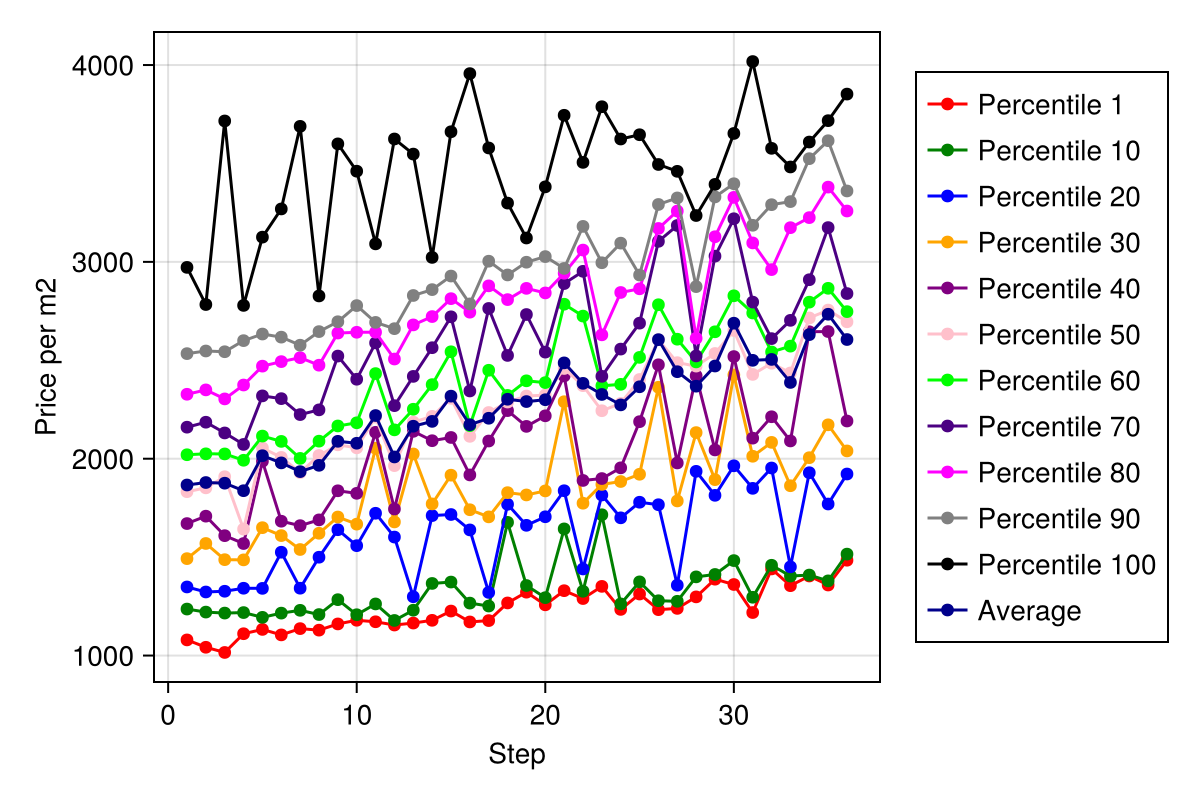 4000
3000
2000
1000
Price per m2
0
10
20
30
Step
Percentile 1
Percentile 10
Percentile 20
Percentile 30
Percentile 40
Percentile 50
Percentile 60
Percentile 70
Percentile 80
Percentile 90
Percentile 100
Average